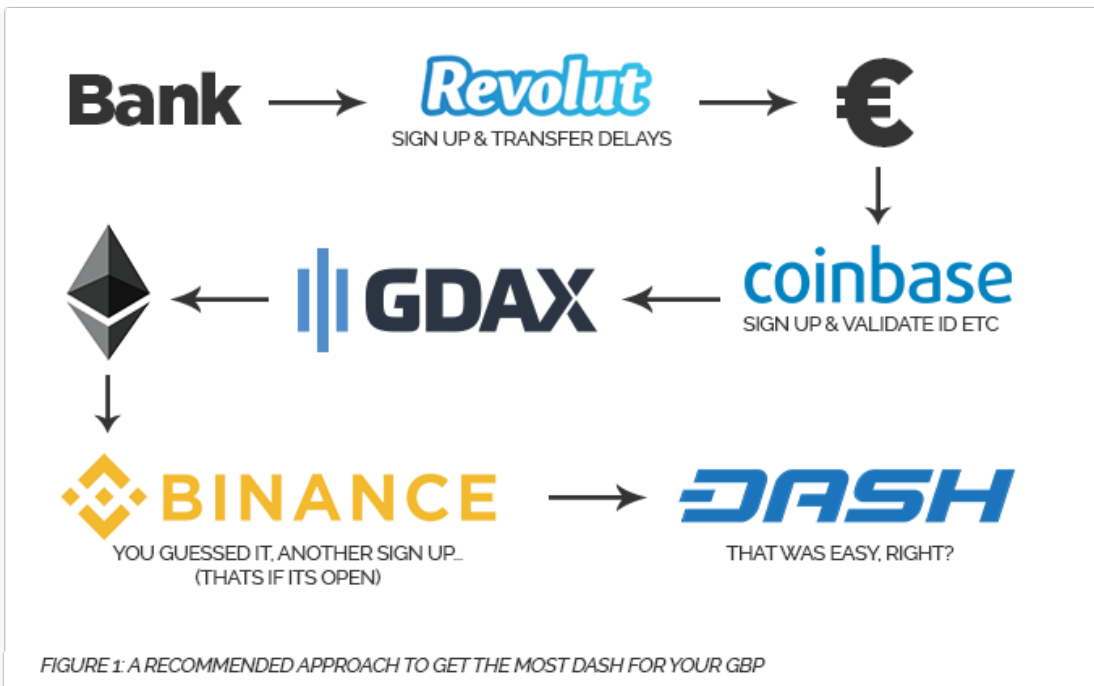 Bank
Revolut
SIGN UP & TRANSFER DELAYS
€
coinbase
SIGN UP & VALIDATE ID ETC
GDAX
BINANCE
YOU GUESSED IT, ANOTHER SIGN UP...
(THATS IF ITS OPEN)
DASH
THAT WAS EASY, RIGHT?
FIGURE 1: A RECOMMENDED APPROACH TO GET THE MOST DASH FOR YOUR GBP